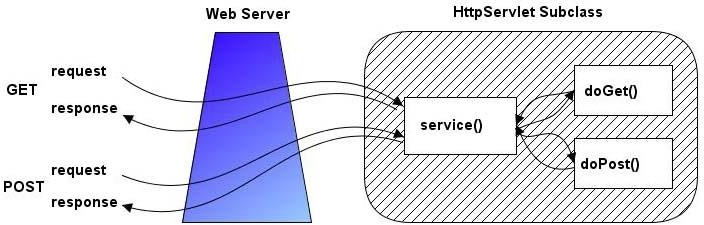 Web Server
HttpServlet Subclass
GET
request
response
POST
request
response
service()
doGet()
doPost()